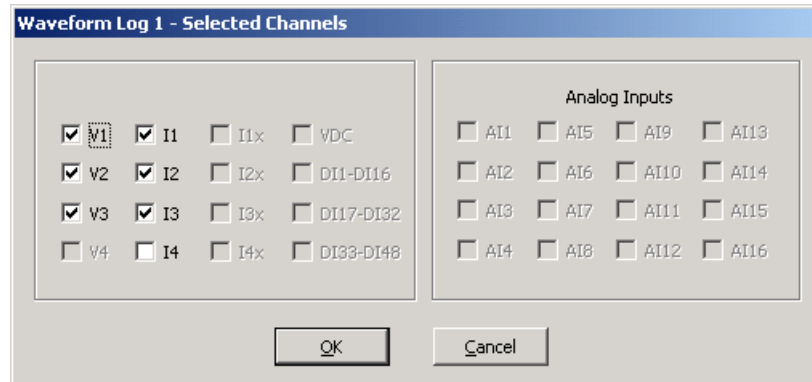 Waveform Log 1 - Selected Channels
V1 I1 I1x VDC
V2 I2 I2x DI1-DI16
V3 I3 I3x DI17-DI32
V4 I4 I4x DI33-DI48
Analog Inputs
AI1 AI5 AI9 AI13
AI2 AI6 AI10 AI14
AI3 AI7 AI11 AI15
AI4 AI8 AI12 AI16
OK Cancel